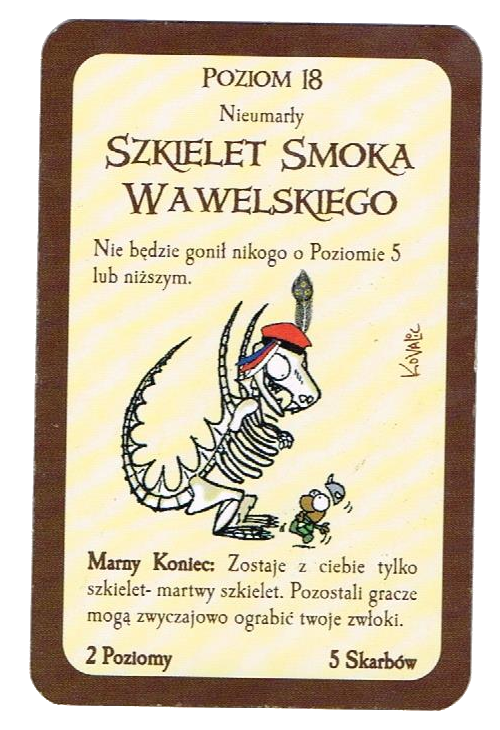 POZIOM 18
Nieumarły
SZKIELET SMOKA
WAWELSKIEGO
Nie będzie gonił nikogo o Poziomie 5
lub niższym.
KOVALIC
Marny Koniec: Zostaje z ciebie tylko
szkielet- martwy szkielet. Pozostali gracze
mogą zwyczajowo ograbić twoje zwłoki.
2 Poziomy 5 Skarbów